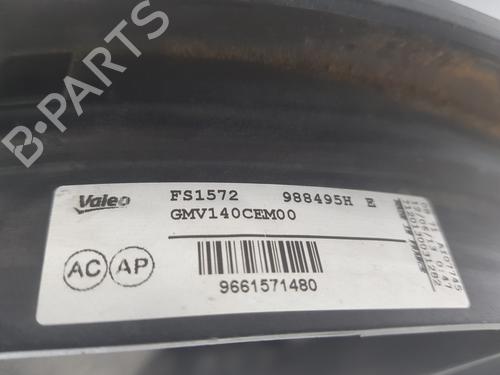 B-PARTS
Valeo
FS1572 988495H E
GMV140CEM00
AC AP
9661571480